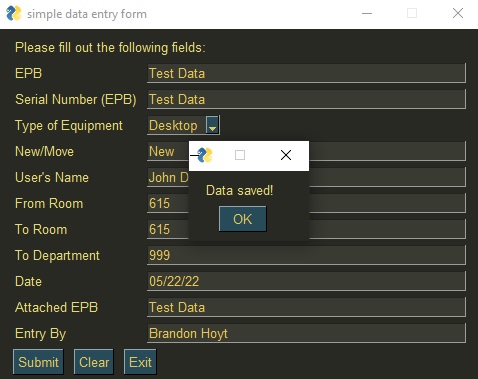 simple data entry form
Please fill out the following fields:
EPB Test Data
Serial Number (EPB) Test Data
Type of Equipment Desktop
New/Move New
User's Name John D
From Room 615
To Room 615
To Department 999
Date 05/22/22
Attached EPB Test Data
Entry By Brandon Hoyt
Submit Clear Exit
Data saved!
OK